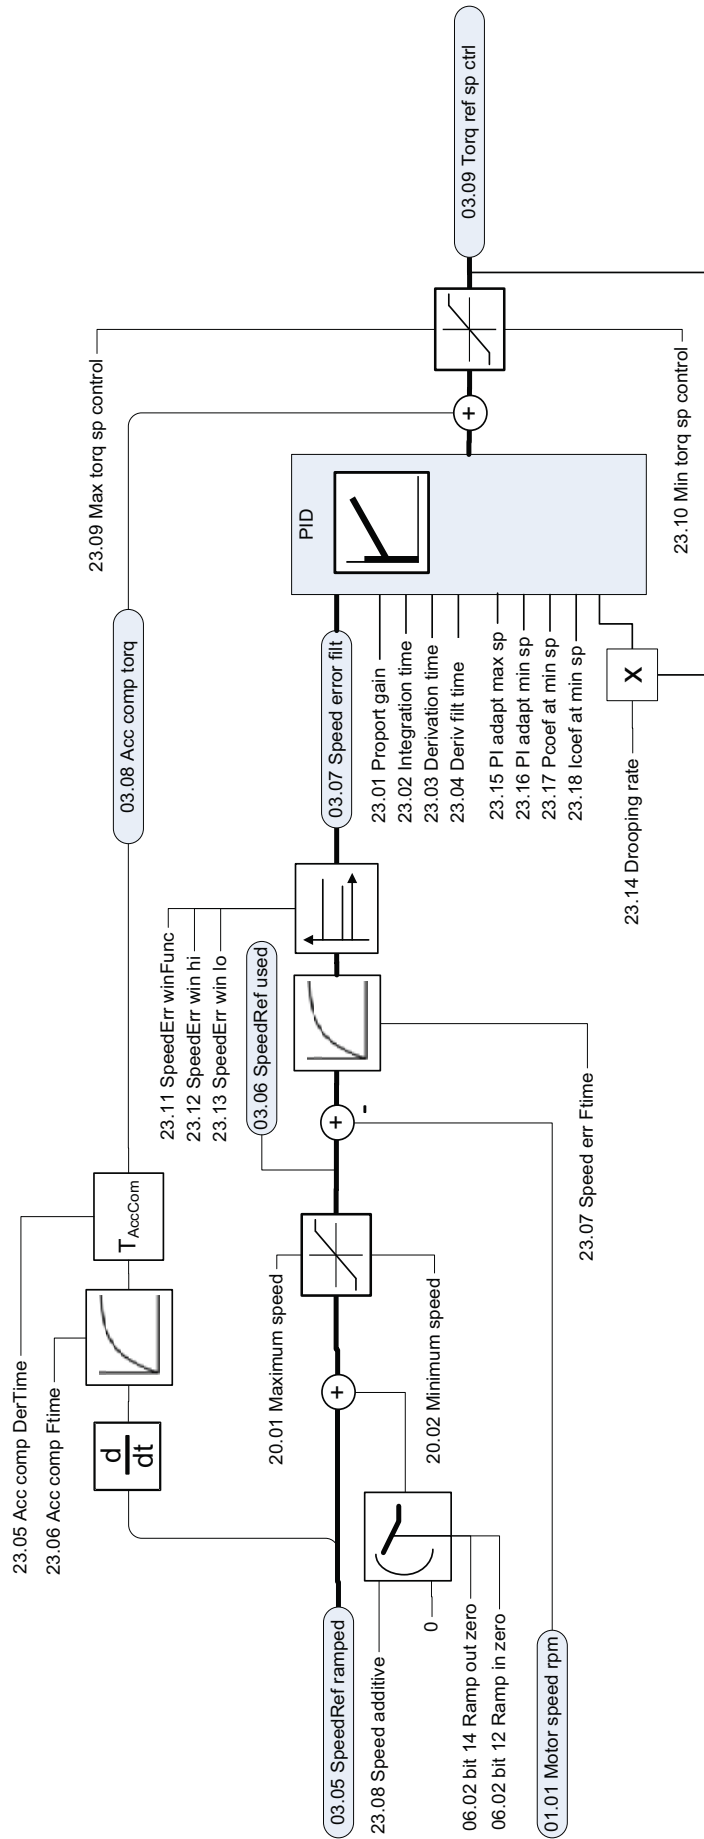 23.05 Acc comp DerTime
23.06 Acc comp Ftime
d
dt
T AccCom
03.08 Acc comp torq
23.09 Max torq sp control
23.11 SpeedErr winFunc
23.12 SpeedErr win hi
23.13 SpeedErr win lo
03.06 SpeedRef used
20.01 Maximum speed
03.05 SpeedRef ramped
+
+
-
03.07 Speed error filt
PID
+
03.09 Torq ref sp ctrl
23.08 Speed additive
0
06.02 bit 14 Ramp out zero
06.02 bit 12 Ramp in zero
20.02 Minimum speed
01.01 Motor speed rpm
23.07 Speed err Ftime
23.01 Proport gain
23.02 Integration time
23.03 Derivation time
23.04 Deriv filt time
23.15 PI adapt max sp
23.16 PI adapt min sp
23.17 Pcoef at min sp
23.18 Icoef at min sp
23.14 Drooping rate
X
23.10 Min torq sp control